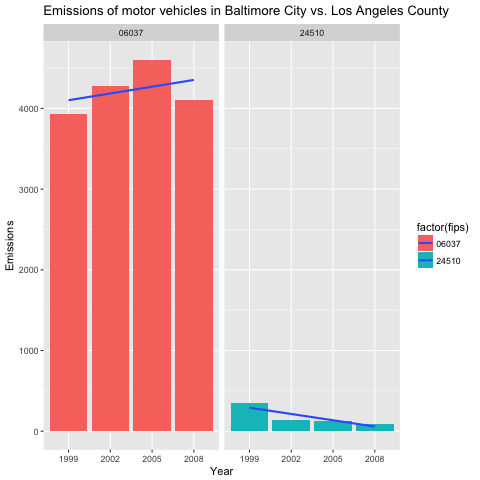 Emissions of motor vehicles in Baltimore City vs. Los Angeles County
06037 24510
4000
3000
2000
1000
0
Emissions
1999 2002 2005 2008 1999 2002 2005 2008
Year
factor(fips)
06037
24510